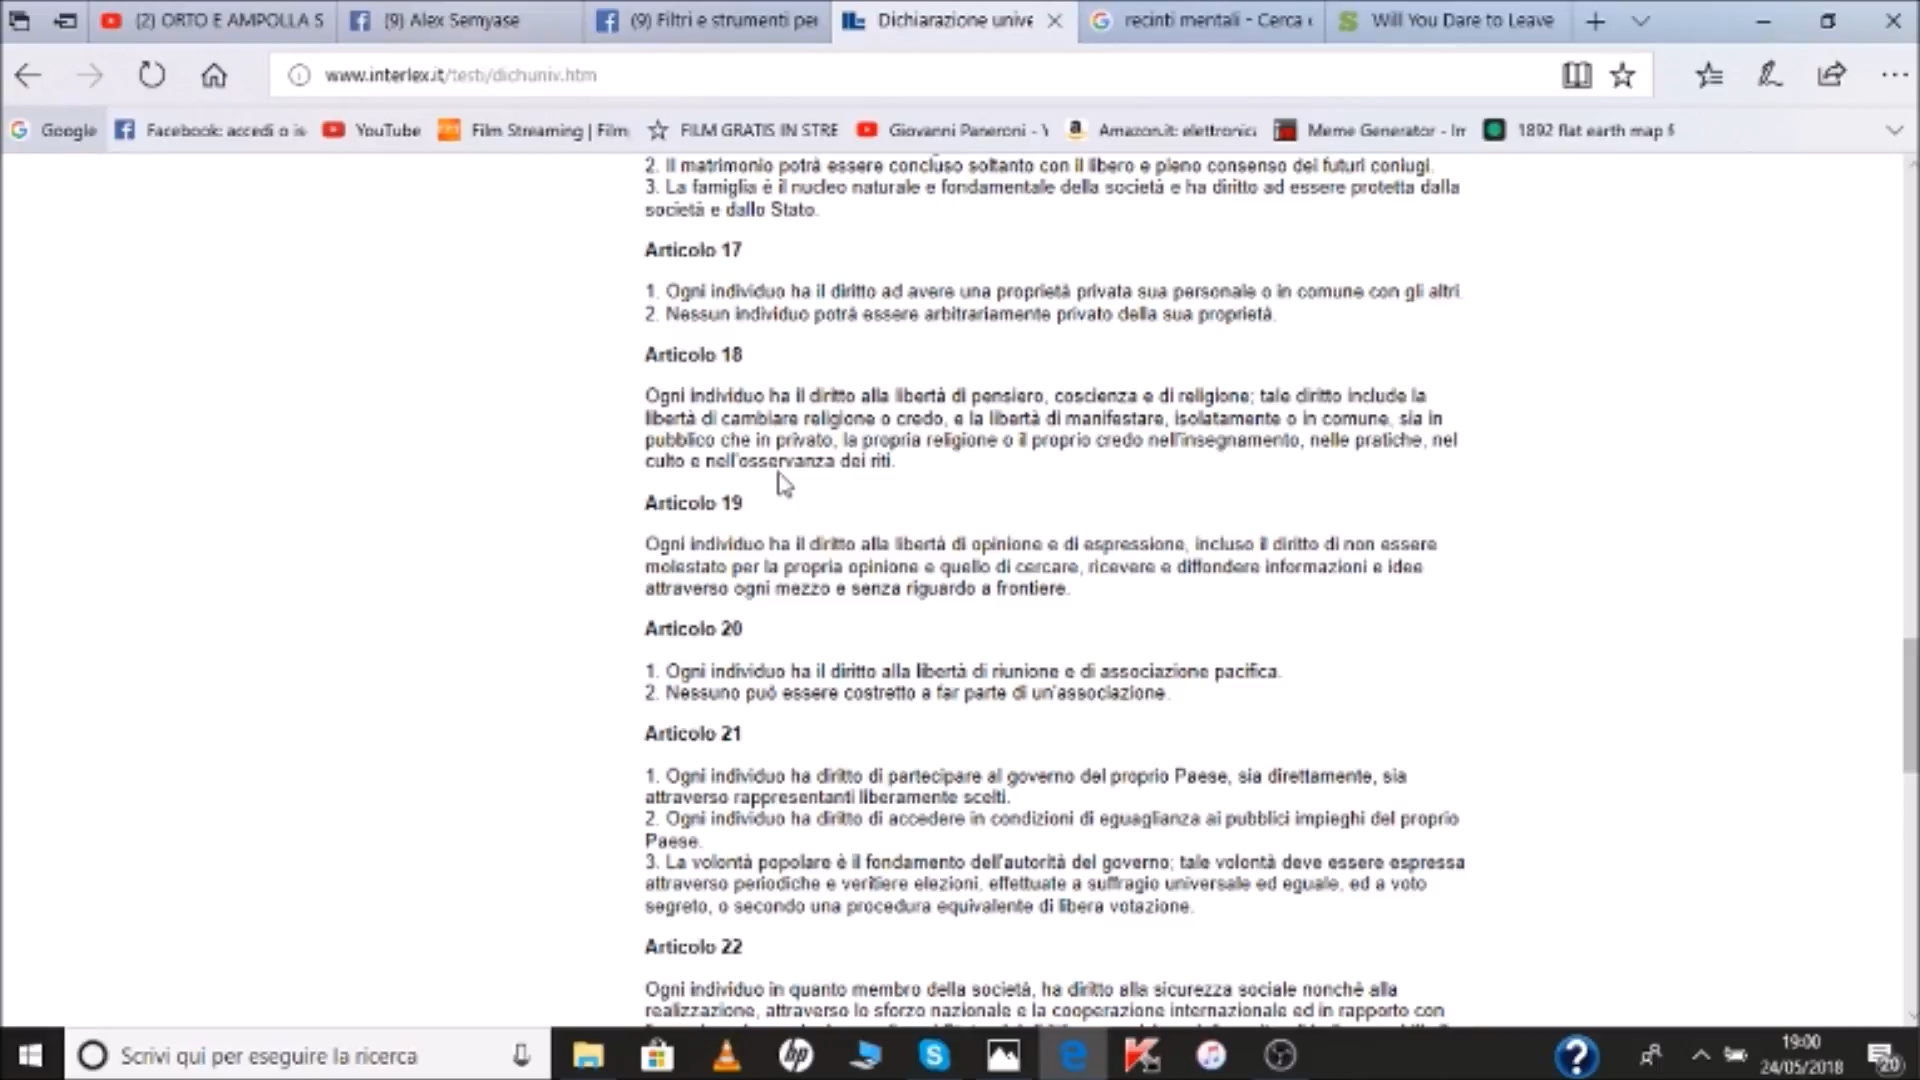 (2) ORTO E AMPOLLA S
(9) Alex Semyase
(9) Filtri e strumenti per
Dichiarazione unive
recinti mentali - Cerca
Will You Dare to Leave
www.interlex.it/testi/dichuniv.htm
Google
Facebook: accedi o is
YouTube
Film Streaming | Film
FILM GRATIS IN STRE
Giovanni Paneroni -
Amazon.it: elettronic
Meme Generator - Im
1892 flat earth map
2. Il matrimonio potrà essere concluso soltanto con il libero e pieno consenso dei futuri coniugi.
3. La famiglia è il nucleo naturale e fondamentale della società e ha diritto ad essere protetta dalla
società e dallo Stato.
Articolo 17
1. Ogni individuo ha il diritto ad avere una proprietà privata sua personale o in comune con gli altri.
2. Nessun individuo potrà essere arbitrariamente privato della sua proprietà.
Articolo 18
Ogni individuo ha il diritto alla libertà di pensiero, coscienza e di religione; tale diritto include la
libertà di cambiare religione o credo, e la libertà di manifestare, isolatamente o in comune, sia in
pubblico che in privato, la propria religione o il proprio credo nell'insegnamento, nelle pratiche, nel
culto e nell'osservanza dei riti.
Articolo 19
Ogni individuo ha il diritto alla libertà di opinione e di espressione, incluso il diritto di non essere
molestato per la propria opinione e quello di cercare, ricevere e diffondere informazioni e idee
attraverso ogni mezzo e senza riguardo a frontiere.
Articolo 20
1. Ogni individuo ha il diritto alla libertà di riunione e di associazione pacifica.
2. Nessuno può essere costretto a far parte di un'associazione.
Articolo 21
1. Ogni individuo ha diritto di partecipare al governo del proprio Paese, sia direttamente, sia
attraverso rappresentanti liberamente scelti.
2. Ogni individuo ha diritto di accedere in condizioni di eguaglianza ai pubblici impieghi del proprio
Paese.
3. La volontà popolare è il fondamento dell'autorità del governo; tale volontà deve essere espressa
attraverso periodiche e veritiere elezioni, effettuate a suffragio universale ed eguale, ed a voto
segreto, o secondo una procedura equivalente di libera votazione.
Articolo 22
Ogni individuo in quanto membro della società, ha diritto alla sicurezza sociale nonché alla
realizzazione, attraverso lo sforzo nazionale e la cooperazione internazionale ed in rapporto con
Scrivi qui per eseguire la ricerca
hp
19:00
24/05/2018
20